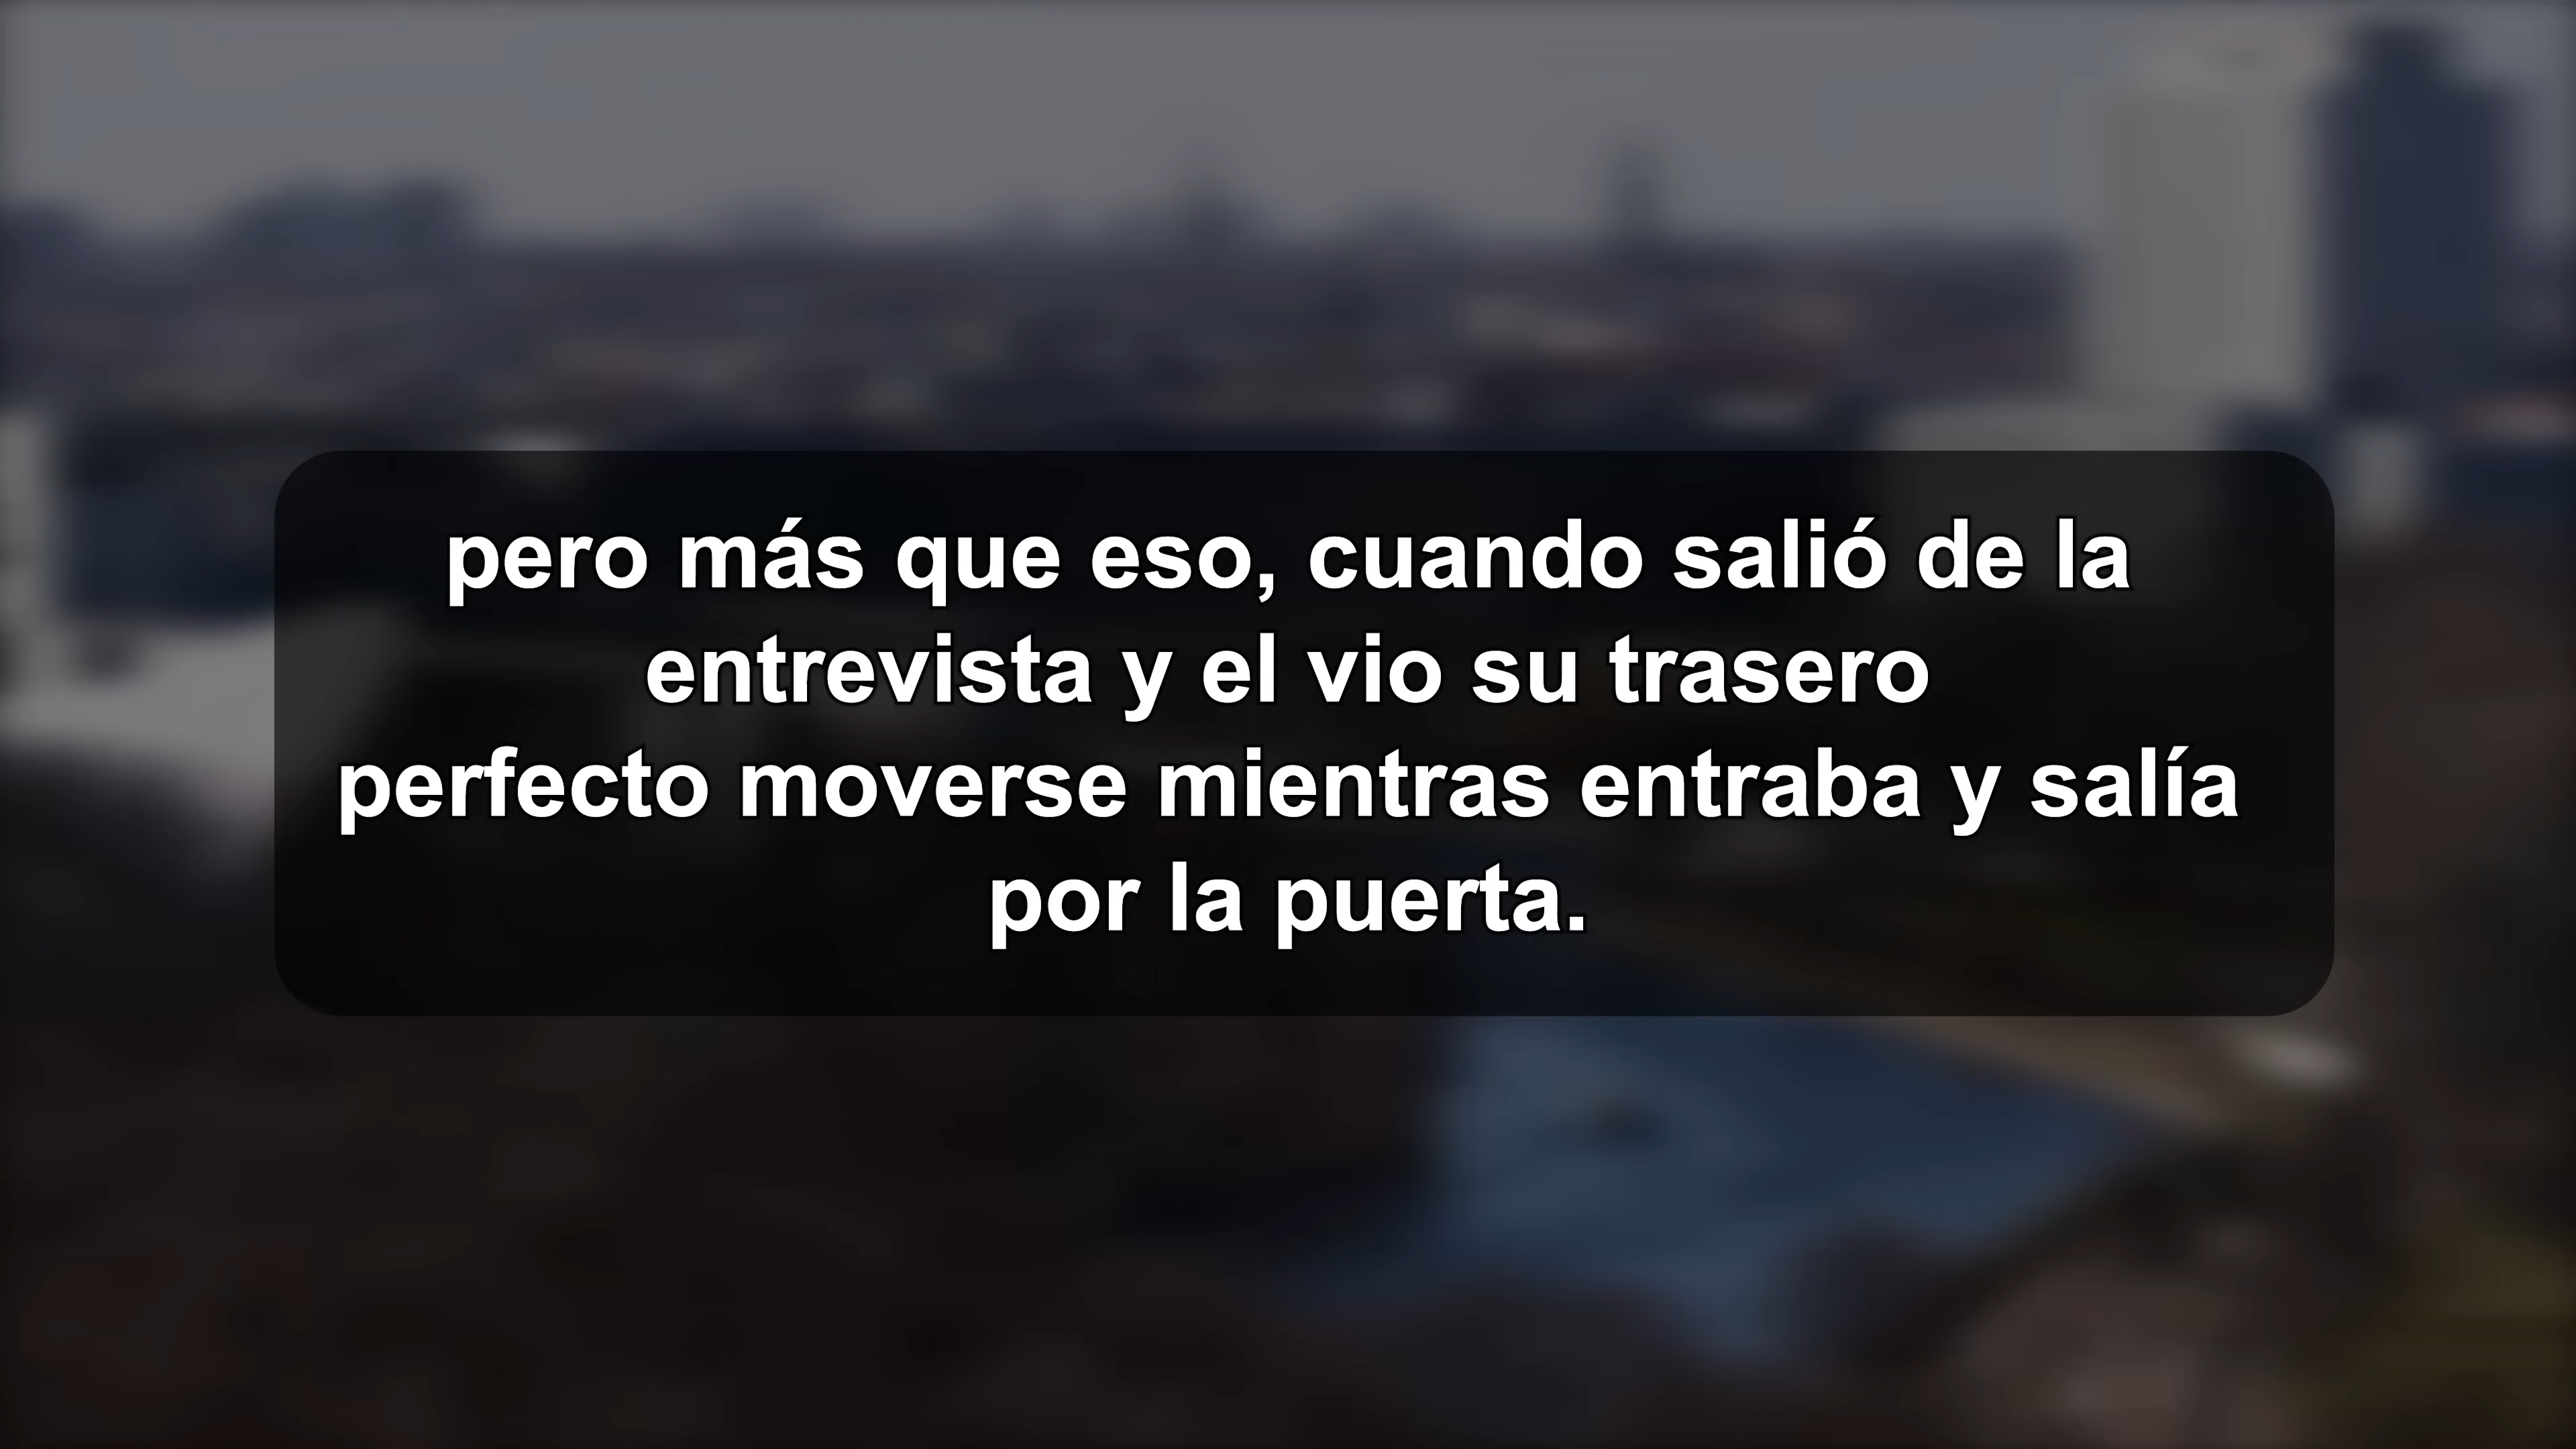 pero más que eso, cuando salió de la
entrevista y el vio su trasero
perfecto moverse mientras entraba y salía
por la puerta.